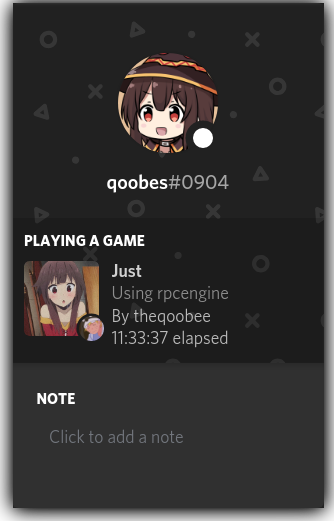 qoobes#0904
PLAYING A GAME
Just
Using rpcengine
By theqoobee
11:33:37 elapsed
NOTE
Click to add a note